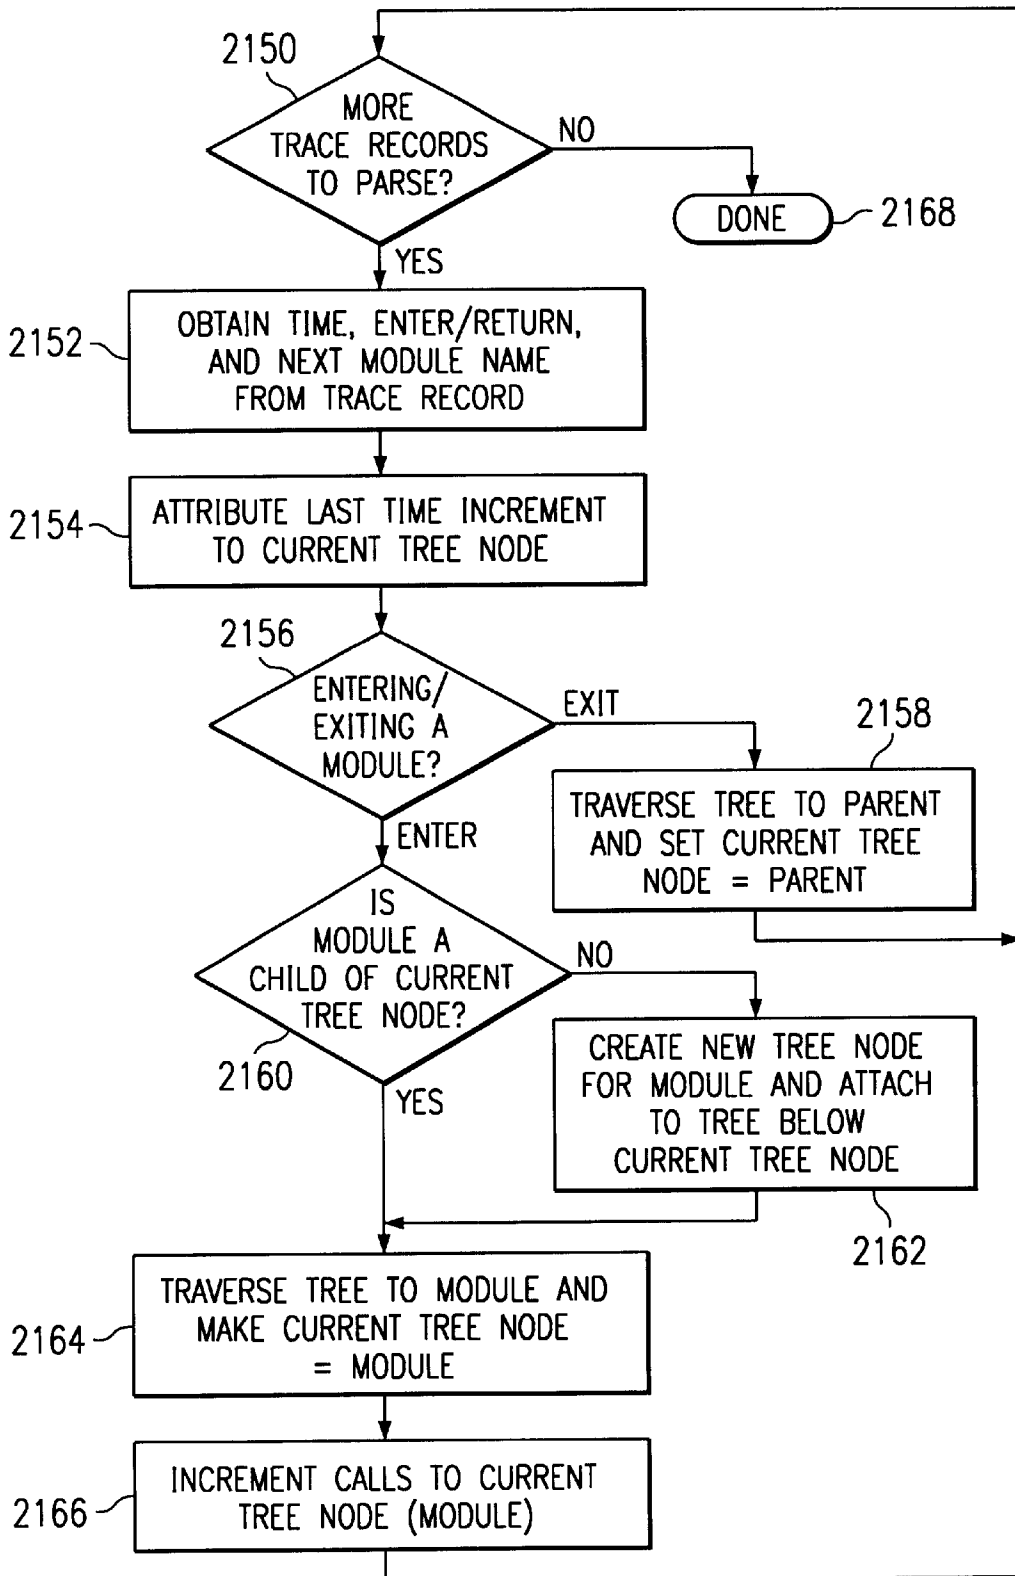 2150
MORE
TRACE RECORDS
TO PARSE?
NO
DONE
2168
YES
2152
OBTAIN TIME, ENTER/RETURN,
AND NEXT MODULE NAME
FROM TRACE RECORD
2154
ATTRIBUTE LAST TIME INCREMENT
TO CURRENT TREE NODE
2156
ENTERING/
EXITING A
MODULE?
EXIT
2158
TRAVERSE TREE TO PARENT
AND SET CURRENT TREE
NODE = PARENT
ENTER
IS
MODULE A
CHILD OF CURRENT
TREE NODE?
NO
2160
YES
CREATE NEW TREE NODE
FOR MODULE AND ATTACH
TO TREE BELOW
CURRENT TREE NODE
2162
2164
TRAVERSE TREE TO MODULE AND
MAKE CURRENT TREE NODE
= MODULE
2166
INCREMENT CALLS TO CURRENT
TREE NODE (MODULE)